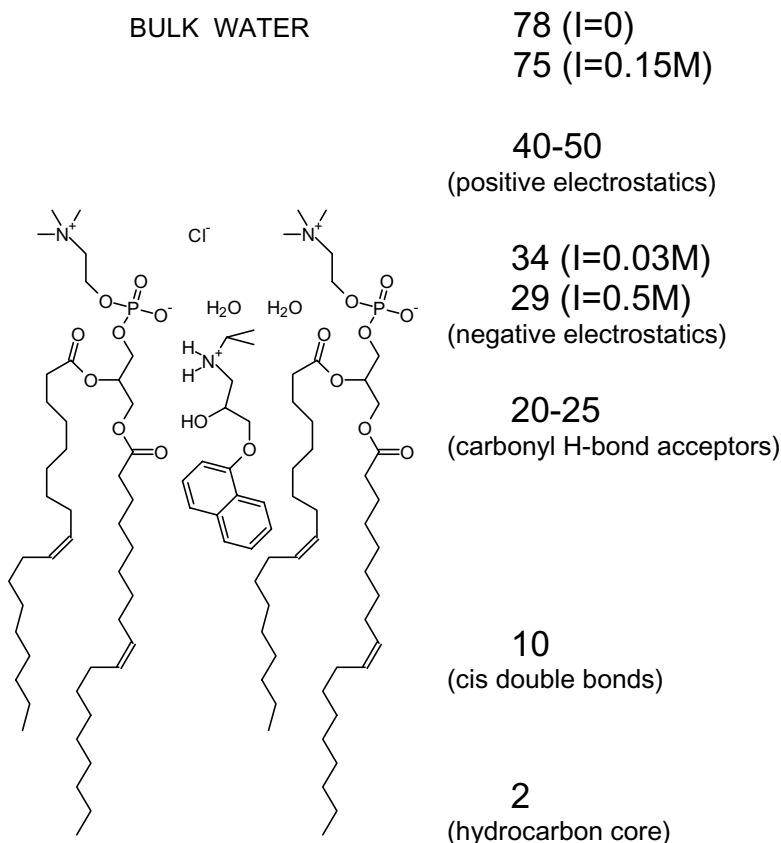 BULK WATER
78 (I=0)
75 (I=0.15M)
40-50
(positive electrostatics)
34 (I=0.03M)
29 (I=0.5M)
(negative electrostatics)
20-25
(carbonyl H-bond acceptors)
10
(cis double bonds)
2
(hydrocarbon core)
N+
Cl-
N+
O
O
P
O-
O
H2O
H2O
O
O
P
O-
O
O
O
H
N+
H
HO
O
O
O
O
O
O
O
O